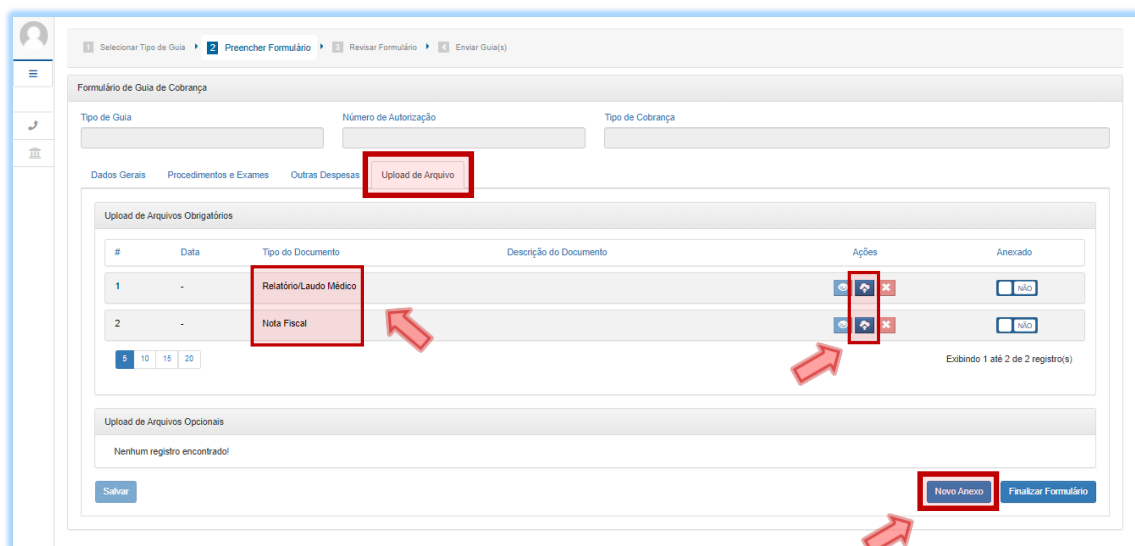 1 Selecionar Tipo de Guia 2 Preencher Formulário 3 Revisar Formulário 4 Enviar Guia(s)
Formulário de Guia de Cobrança
Tipo de Guia Número de Autorização Tipo de Cobrança
Dados Gerais Procedimentos e Exames Outras Despesas Upload de Arquivo
Upload de Arquivos Obrigatórios
# Data Tipo do Documento Descrição do Documento Ações Anexado
1 - Relatório/Laudo Médico NÃO
2 - Nota Fiscal NÃO
5 10 15 20 Exibindo 1 até 2 de 2 registro(s)
Upload de Arquivos Opcionais
Nenhum registro encontrado!
Salvar Novo Anexo Finalizar Formulário